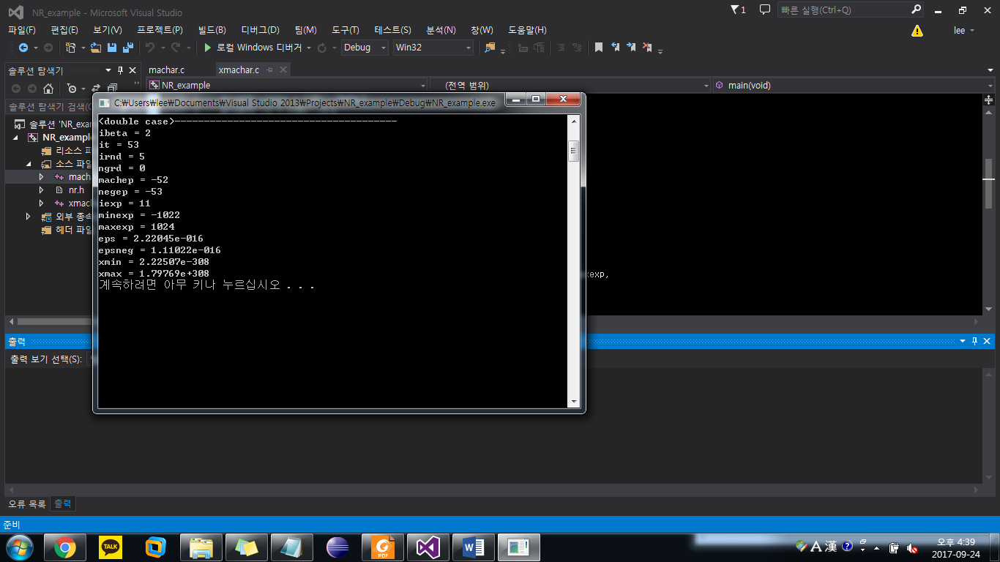 NR_example - Microsoft Visual Studio
1
빠른 실행(Ctrl+Q)
파일(F) 편집(E) 보기(V) 프로젝트(P) 빌드(B) 디버그(D) 팀(M) 도구(T) 테스트(S) 분석(N) 창(W) 도움말(H)
lee
로컬 Windows 디버거
Debug
Win32
솔루션 탐색기
machar.c
xmachar.c
NR_example
(전역 범위)
main(void)
솔루션 탐색기 검색(C
솔루션 'NR_exa
NR_example
리소스 파
소스 파일
mach
nr.h
xmacl
외부 종속
헤더 파일
C:₩Users₩lee₩Documents₩Visual Studio 2013₩Projects₩NR_example₩Debug₩NR_example.exe
<double case>--------------------------------------
ibeta = 2
it = 53
irnd = 5
ngrd = 0
machep = -52
negep = -53
iexp = 11
minexp = -1022
maxexp = 1024
eps = 2.22045e-016
epsneg = 1.11022e-016
xmin = 2.22507e-308
xmax = 1.79769e+308
계속하려면 아무 키나 누르십시오 . . .
exp,
출력
출력 보기 선택(S):
오류 목록
출력
준비
TALK
PDF
A 漢
오후 4:39
2017-09-24